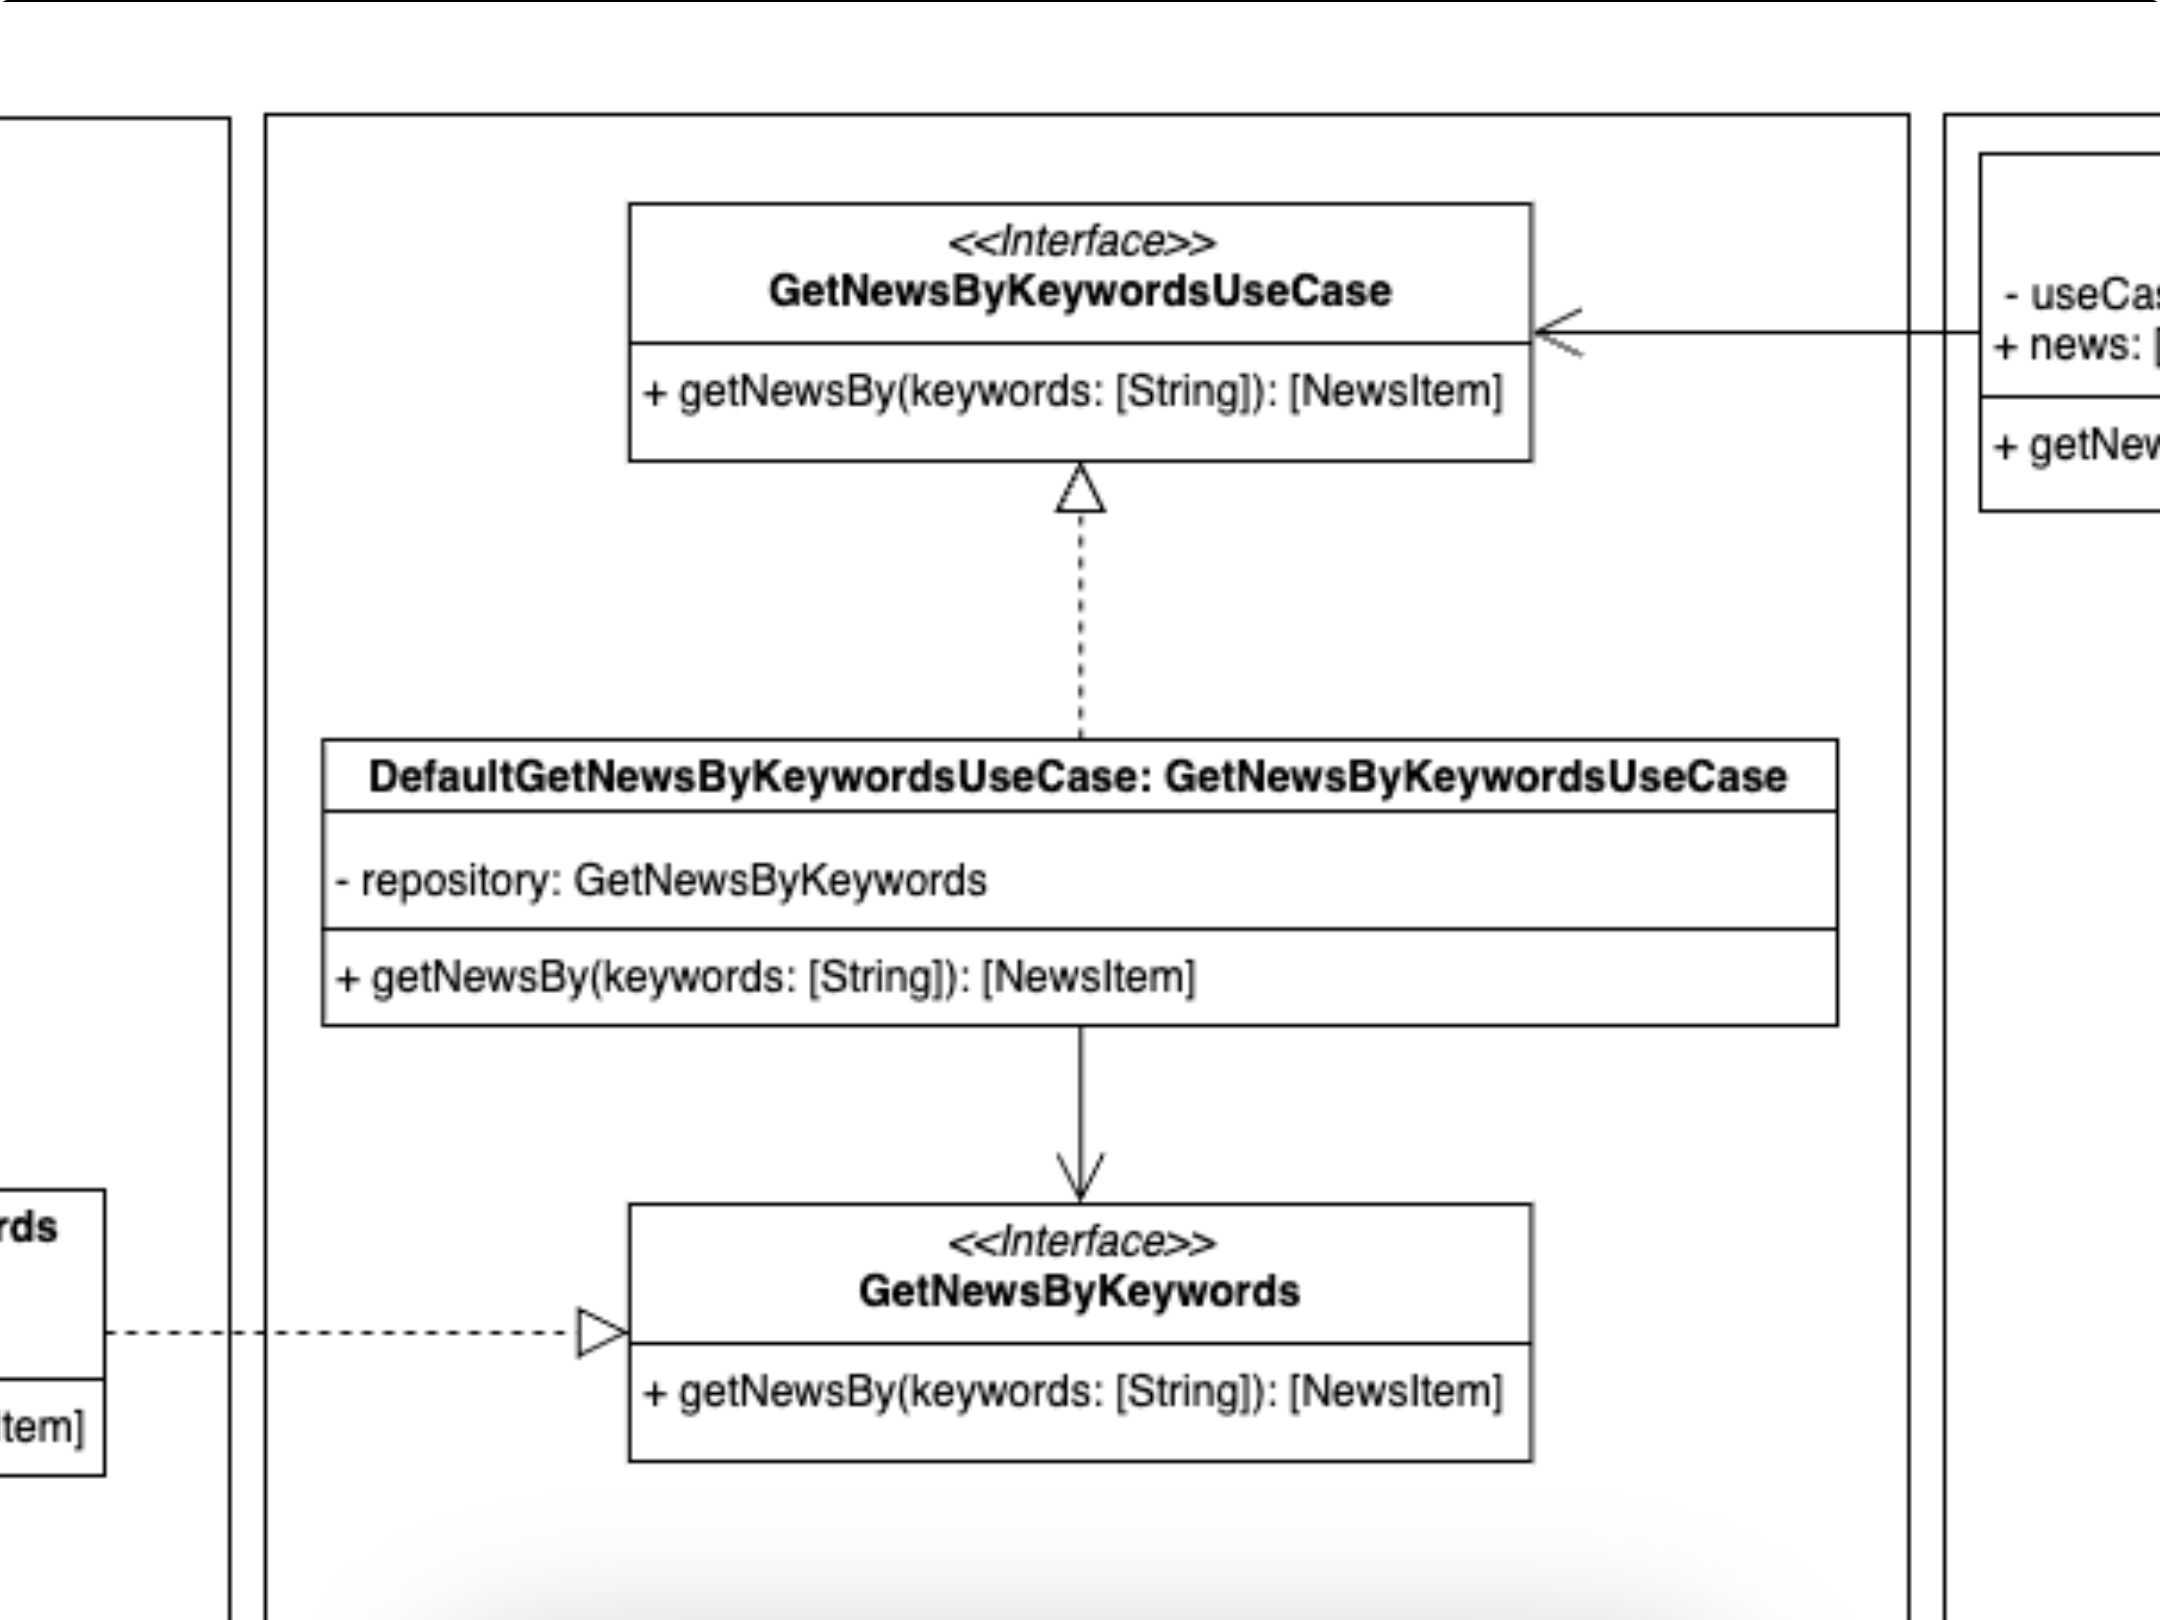 <<Interface>>
GetNewsByKeywordsUseCase
+ getNewsBy(keywords: [String]): [NewsItem]
+ news: [
DefaultGetNewsByKeywordsUseCase: GetNewsByKeywordsUseCase
- repository: GetNewsByKeywords
+ getNewsBy(keywords: [String]): [NewsItem]
<<Interface>>
GetNewsByKeywords
+ getNewsBy(keywords: [String]): [NewsItem]